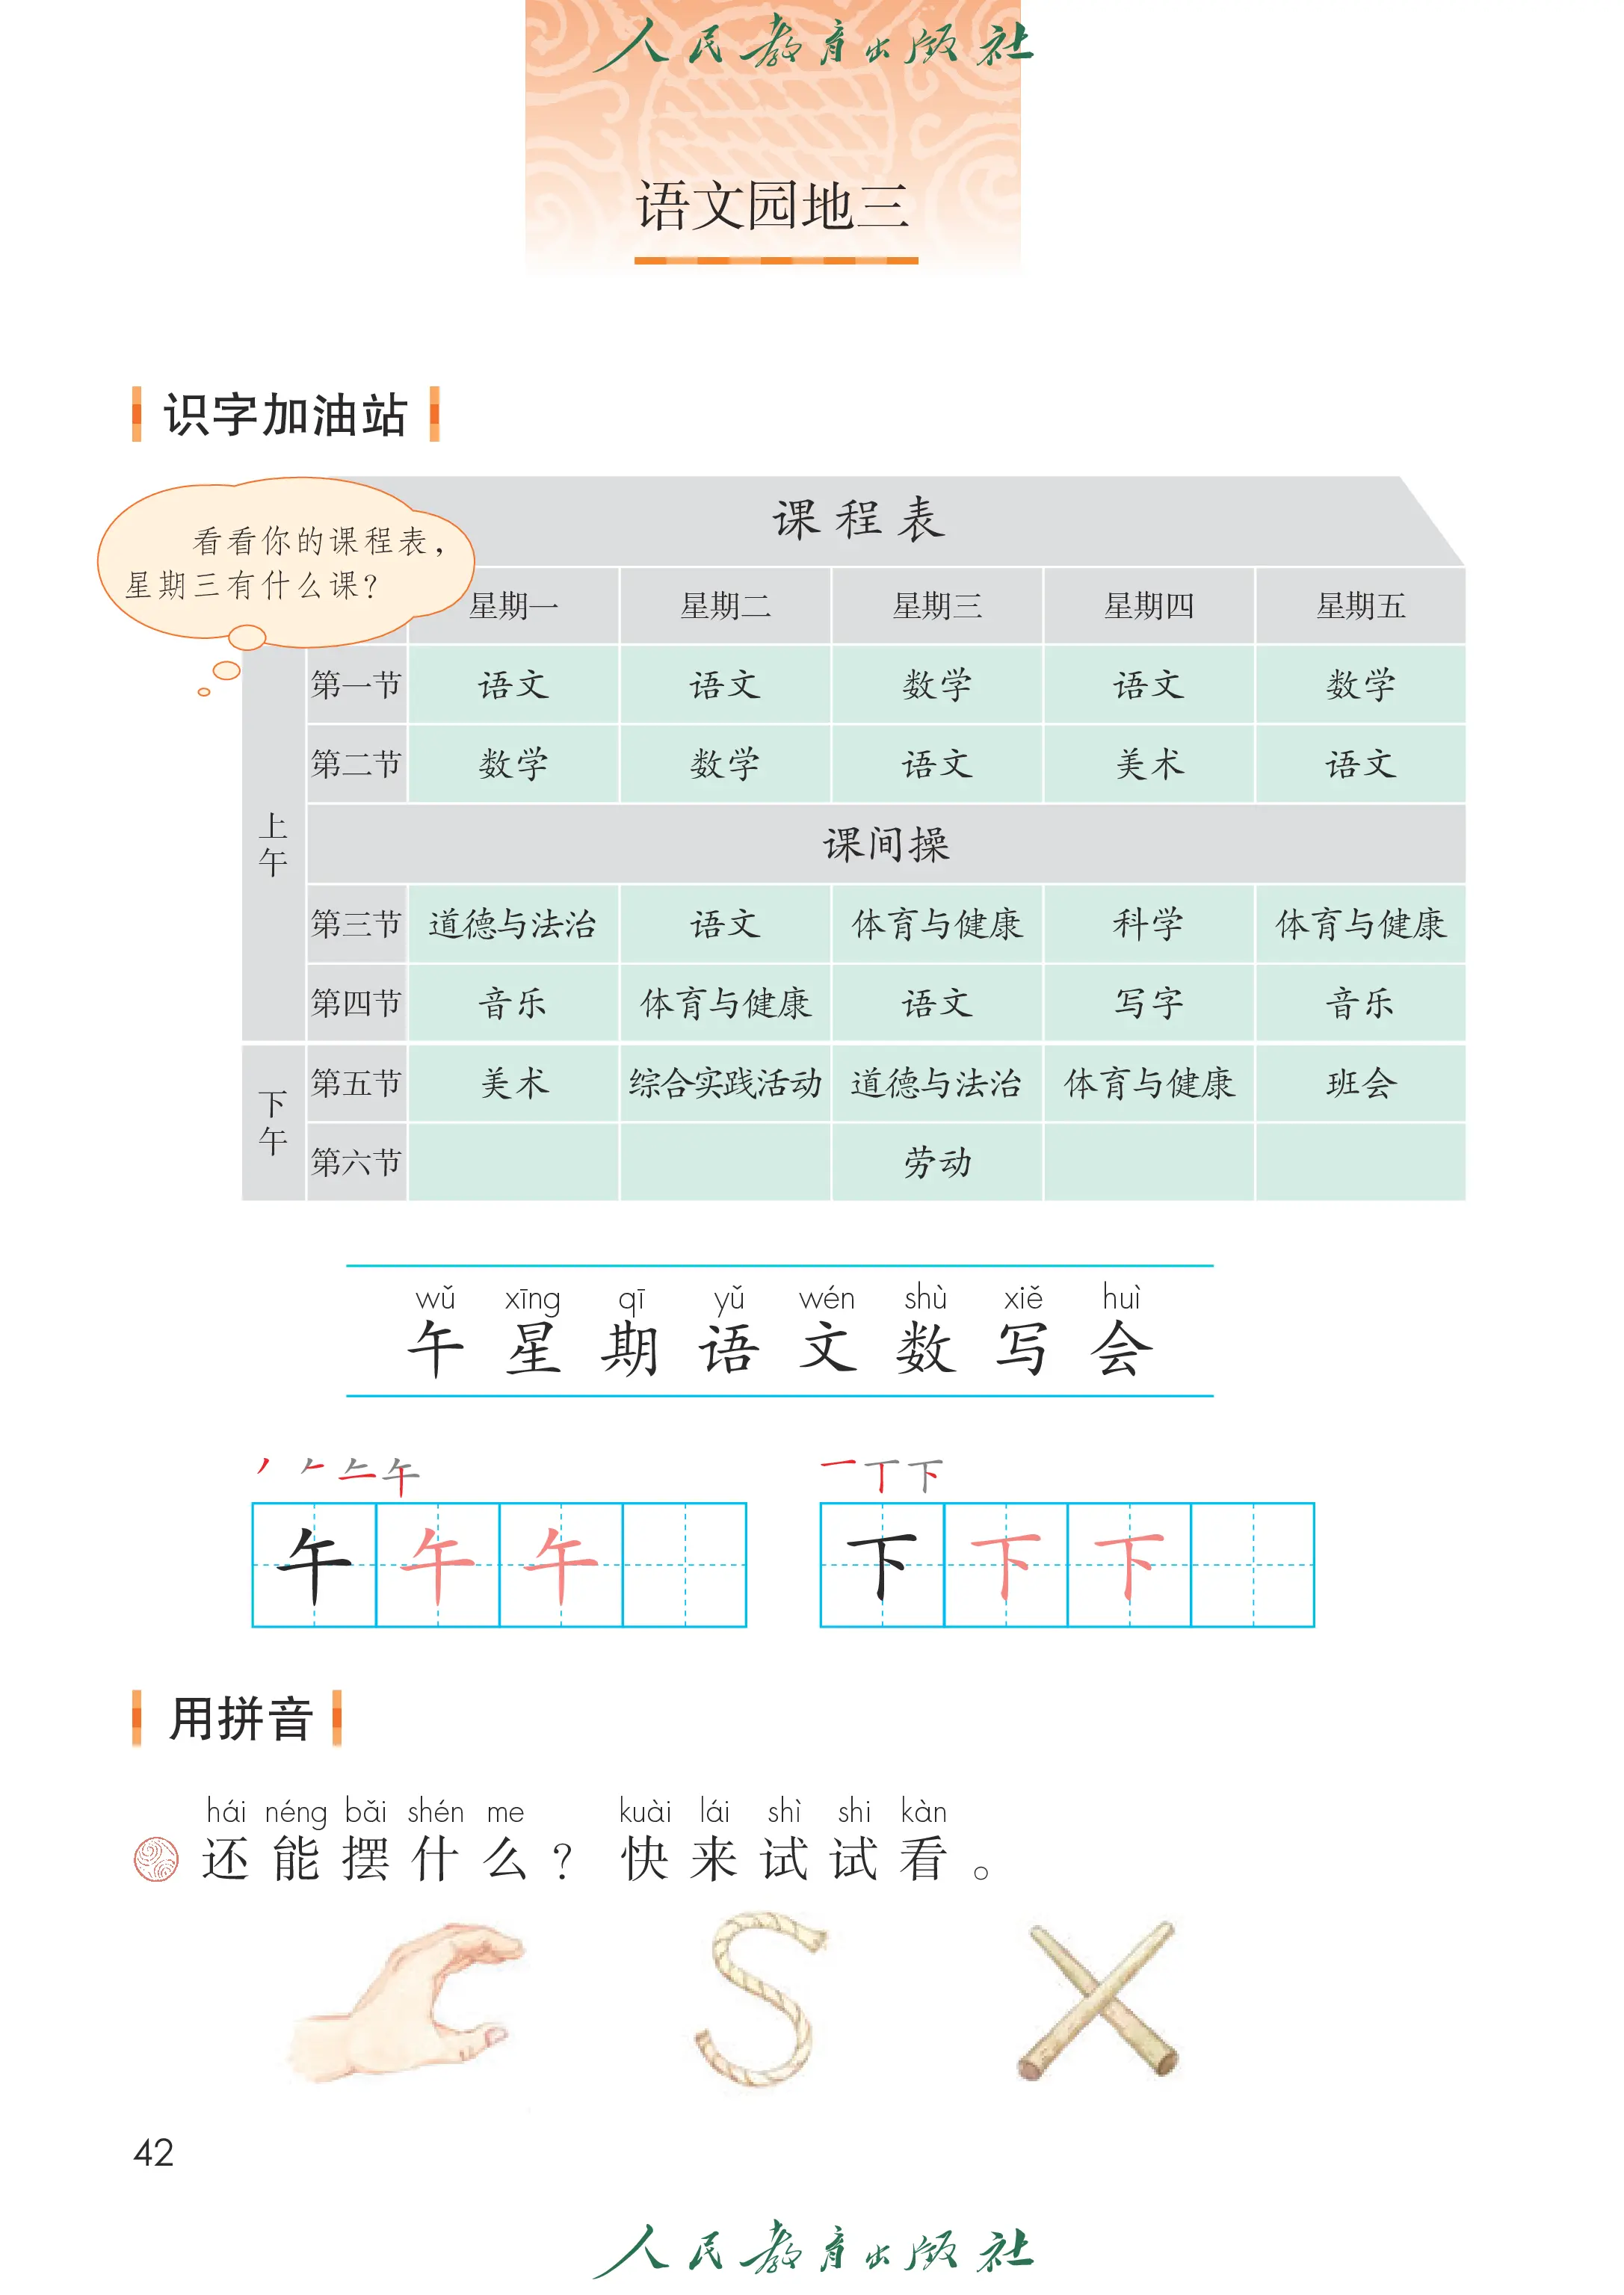 人民教育出版社
语文园地三
识字加油站
看看你的课程表，
星期三有什么课？
课程表
星期一 星期二 星期三 星期四 星期五
上午
第一节 语文 语文 数学 语文 数学
第二节 数学 数学 语文 美术 语文
课间操
第三节 道德与法治 语文 体育与健康 科学 体育与健康
第四节 音乐 体育与健康 语文 写字 音乐
下午
第五节 美术 综合实践活动 道德与法治 体育与健康 班会
第六节 劳动
wǔ xīng qī yǔ wén shù xiě huì
午 星 期 语 文 数 写 会
午 午 午 下 下 下
用拼音
hái néng bǎi shén me kuài lái shì shi kàn
还能摆什么？ 快来试试看。
42
人民教育出版社